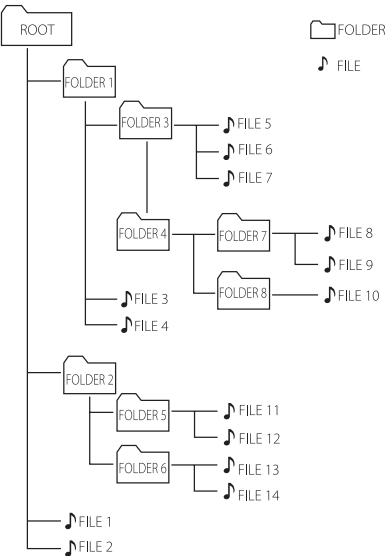 ROOT
FOLDER
FILE
FOLDER 1
FOLDER 3
FILE 5
FILE 6
FILE 7
FOLDER 4
FOLDER 7
FILE 8
FILE 9
FOLDER 8
FILE 10
FILE 3
FILE 4
FOLDER 2
FOLDER 5
FILE 11
FILE 12
FOLDER 6
FILE 13
FILE 14
FILE 1
FILE 2